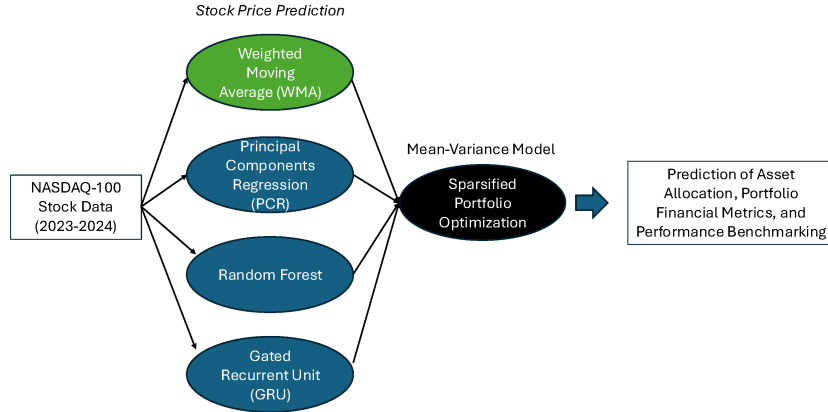 Stock Price Prediction
Weighted
Moving
Average (WMA)
Principal
Components
Regression
(PCR)
Mean-Variance Model
NASDAQ-100
Stock Data
(2023-2024)
Sparsified
Portfolio
Optimization
Prediction of Asset
Allocation, Portfolio
Financial Metrics, and
Performance Benchmarking
Random Forest
Gated
Recurrent Unit
(GRU)